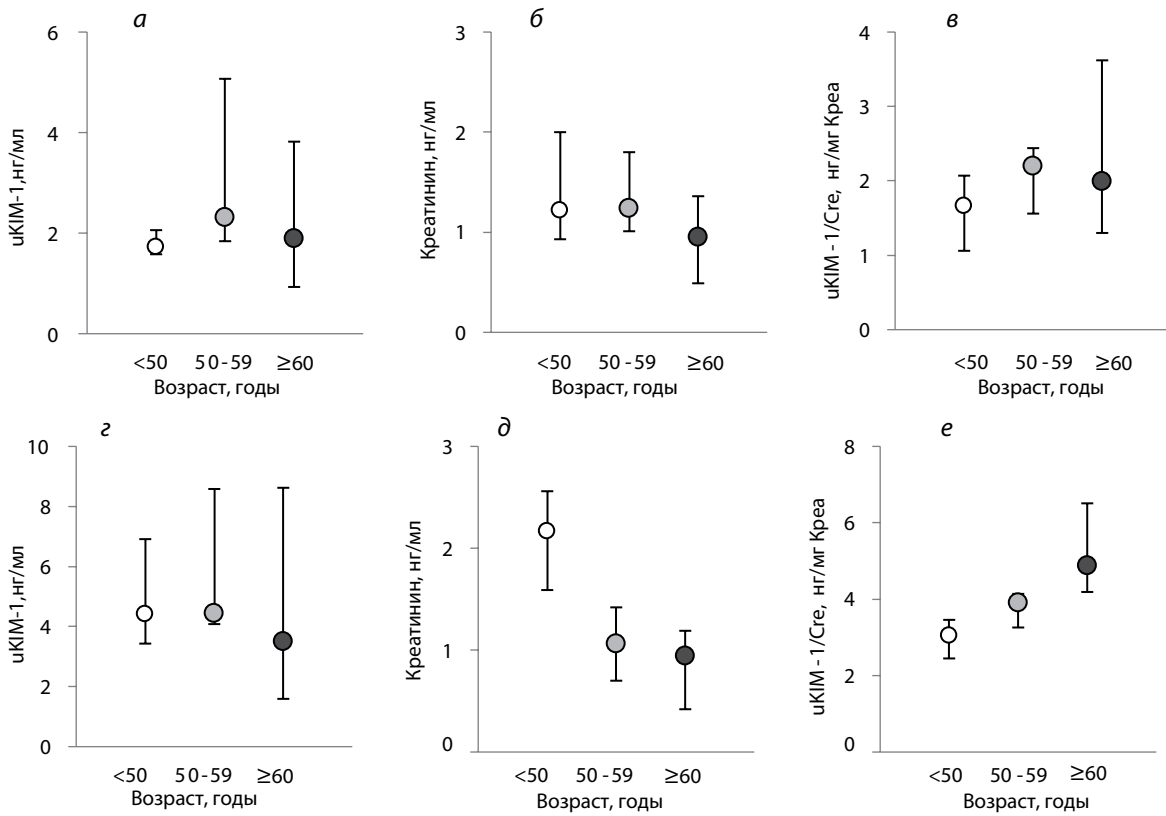 а
uKIM-1,нг/мл
6
4
2
0
<50 50-59 ≥60
Возраст, годы
б
Креатинин, нг/мл
3
2
1
0
<50 50-59 ≥60
Возраст, годы
в
uKIM - 1/Cre, нг/мг Креа
4
3
2
1
0
<50 50-59 ≥60
Возраст, годы
г
uKIM-1,нг/мл
10
8
6
4
2
0
<50 50-59 ≥60
Возраст, годы
д
Креатинин, нг/мл
3
2
1
0
<50 50-59 ≥60
Возраст, годы
е
uKIM - 1/Cre, нг/мг Креа
8
6
4
2
0
<50 50-59 ≥60
Возраст, годы